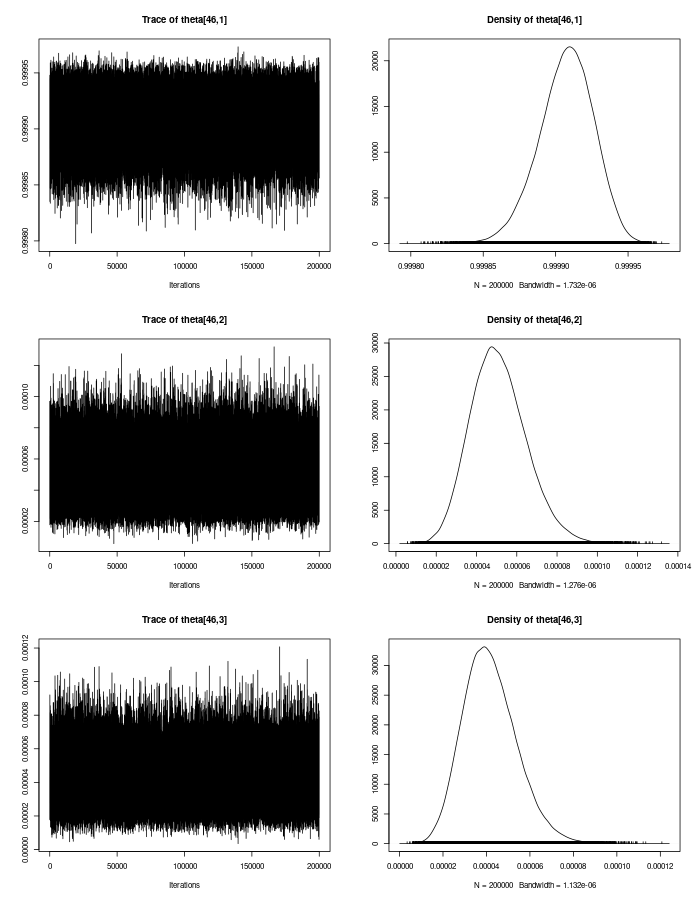 Trace of theta[46,1]
0.99980 0.99985 0.99990 0.99995
0 50000 100000 150000 200000
Iterations
Density of theta[46,1]
0 5000 10000 15000 20000
0.99980 0.99985 0.99990 0.99995
N = 200000 Bandwidth = 1.732e-06
Trace of theta[46,2]
0.00002 0.00006 0.00010
0 50000 100000 150000 200000
Iterations
Density of theta[46,2]
0 5000 10000 15000 20000 25000 30000
0.00000 0.00002 0.00004 0.00006 0.00008 0.00010 0.00012 0.00014
N = 200000 Bandwidth = 1.276e-06
Trace of theta[46,3]
0.00000 0.00002 0.00004 0.00006 0.00008 0.00010 0.00012
0 50000 100000 150000 200000
Iterations
Density of theta[46,3]
0 5000 10000 15000 20000 25000 30000
0.00000 0.00002 0.00004 0.00006 0.00008 0.00010 0.00012
N = 200000 Bandwidth = 1.132e-06